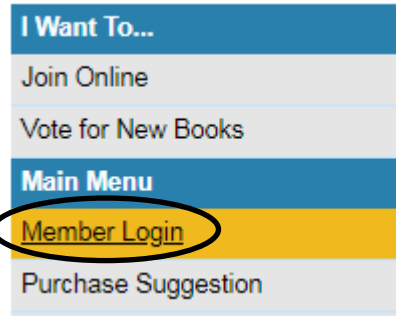 I Want To...
Join Online
Vote for New Books
Main Menu
Member Login
Purchase Suggestion